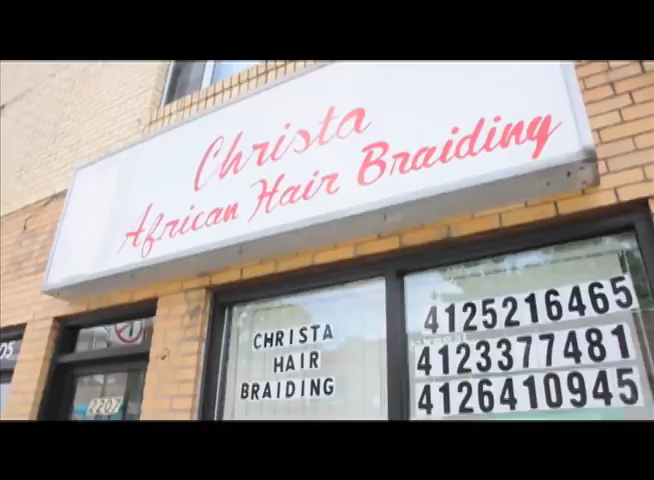 Christa
African Hair Braiding
CHRISTA
HAIR
BRAIDING
4125216465
4123377481
4126410945
2207